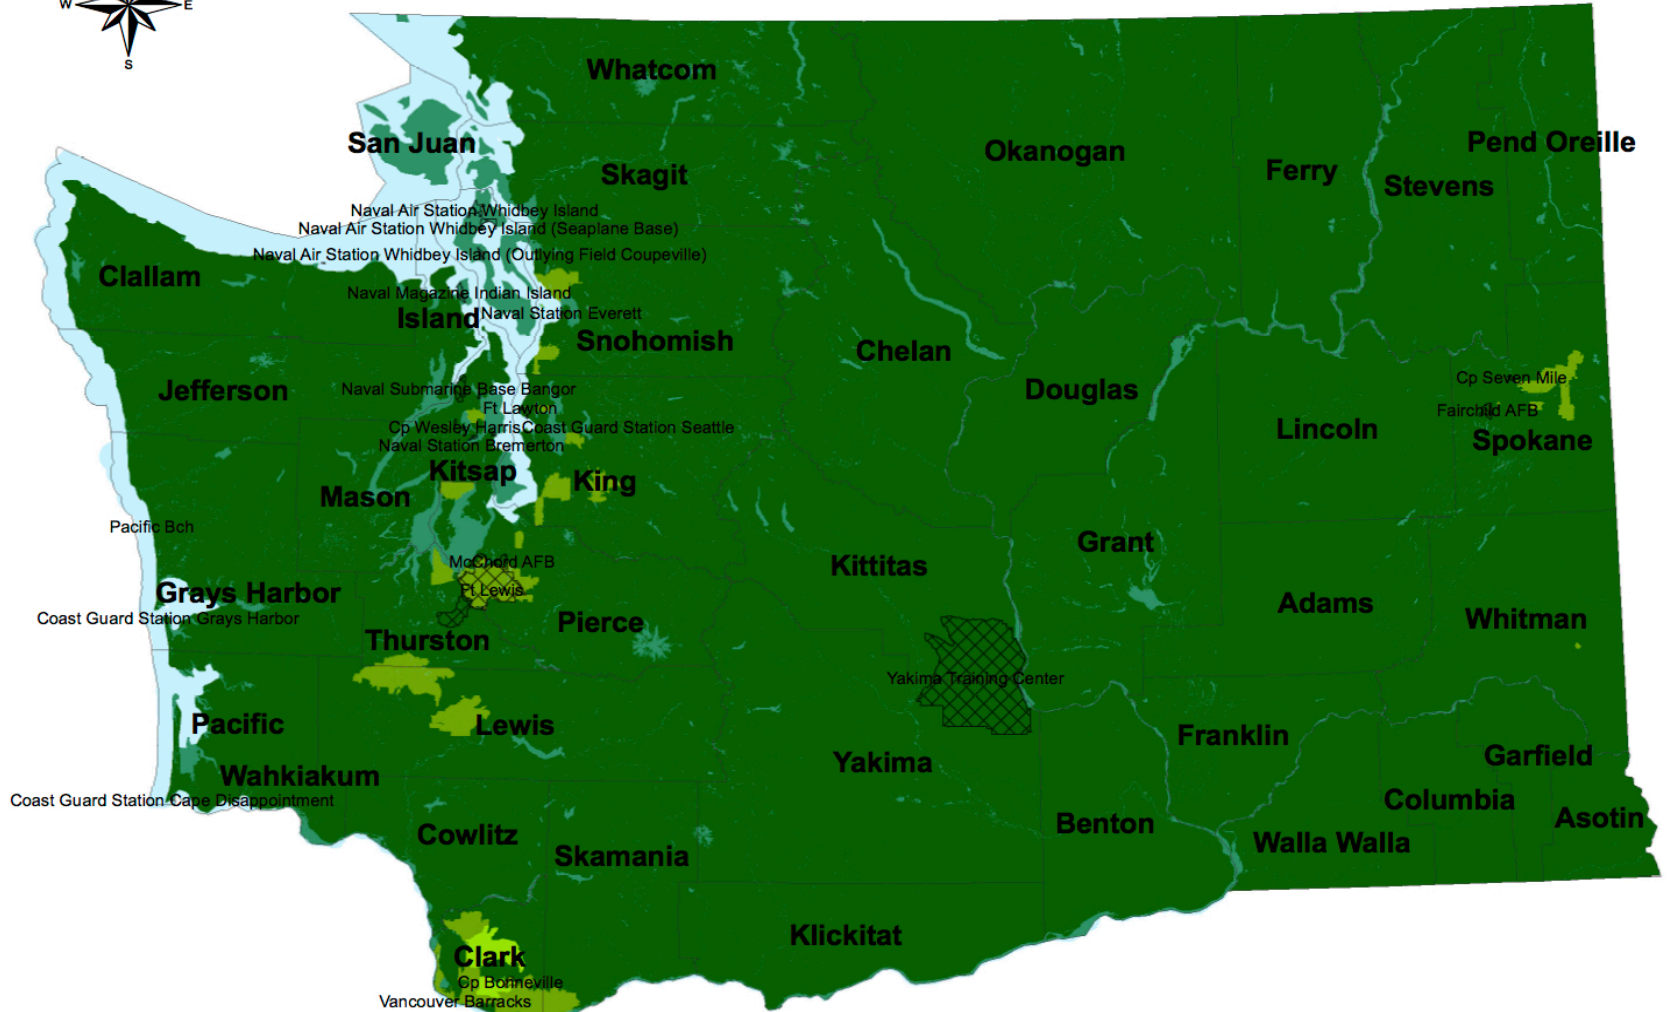 W E
S
Whatcom
San Juan
Pend Oreille
Okanogan
Ferry
Skagit
Stevens
Naval Air Station Whidbey Island
Naval Air Station Whidbey Island (Seaplane Base)
Naval Air Station Whidbey Island (Outlying Field Coupeville)
Clallam
Naval Magazine Indian Island
Island
Naval Station Everett
Snohomish
Chelan
Cp Seven Mile
Jefferson
Naval Submarine Base Bangor
Douglas
Ft Lawton
Fairchild AFB
Cp Wesley Harris
Coast Guard Station Seattle
Lincoln
Spokane
Naval Station Bremerton
Kitsap
King
Mason
Pacific Bch
Grant
McChord AFB
Kittitas
Grays Harbor
Ft Lewis
Adams
Coast Guard Station Grays Harbor
Pierce
Whitman
Thurston
Yakima Training Center
Pacific
Lewis
Franklin
Garfield
Yakima
Wahkiakum
Coast Guard Station Cape Disappointment
Columbia
Asotin
Benton
Cowlitz
Walla Walla
Skamania
Klickitat
Clark
Cp Bonneville
Vancouver Barracks